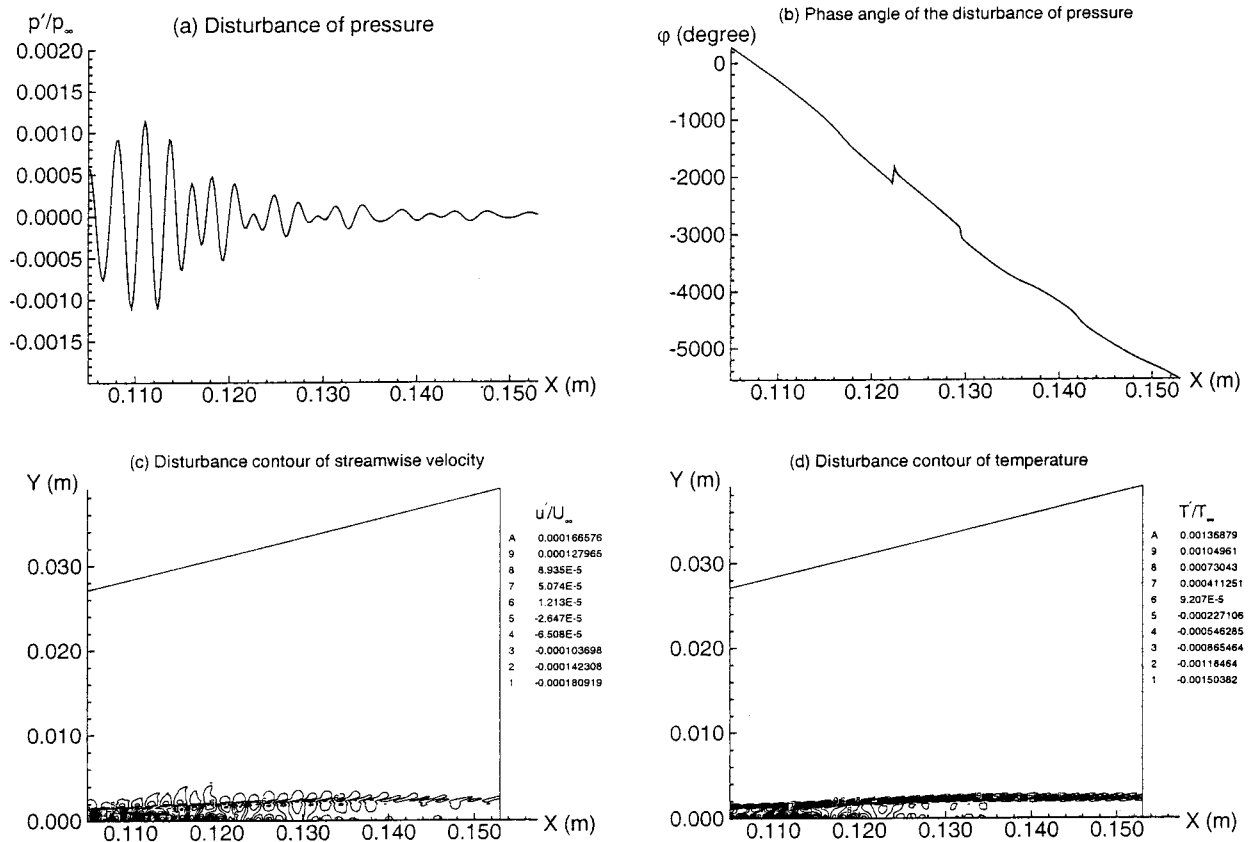 (a) Disturbance of pressure
p'/p∞
0.0020
0.0015
0.0010
0.0005
0.0000
-0.0005
-0.0010
-0.0015
0.110 0.120 0.130 0.140 0.150 X (m)
(b) Phase angle of the disturbance of pressure
φ (degree)
0
-1000
-2000
-3000
-4000
-5000
0.110 0.120 0.130 0.140 0.150 X (m)
(c) Disturbance contour of streamwise velocity
Y (m)
0.030
0.020
0.010
0.000
0.110 0.120 0.130 0.140 0.150 X (m)
u'/U∞
A 0.000166576
9 0.000127965
8 8.935E-5
7 5.074E-5
6 1.213E-5
5 -2.647E-5
4 -6.508E-5
3 -0.000103698
2 -0.000142308
1 -0.000180919
(d) Disturbance contour of temperature
Y (m)
0.030
0.020
0.010
0.000
0.110 0.120 0.130 0.140 0.150 X (m)
T'/T∞
A 0.00136879
9 0.00104961
8 0.00073043
7 0.000411251
6 9.207E-5
5 -0.000227106
4 -0.000546285
3 -0.000865464
2 -0.00118464
1 -0.00150382